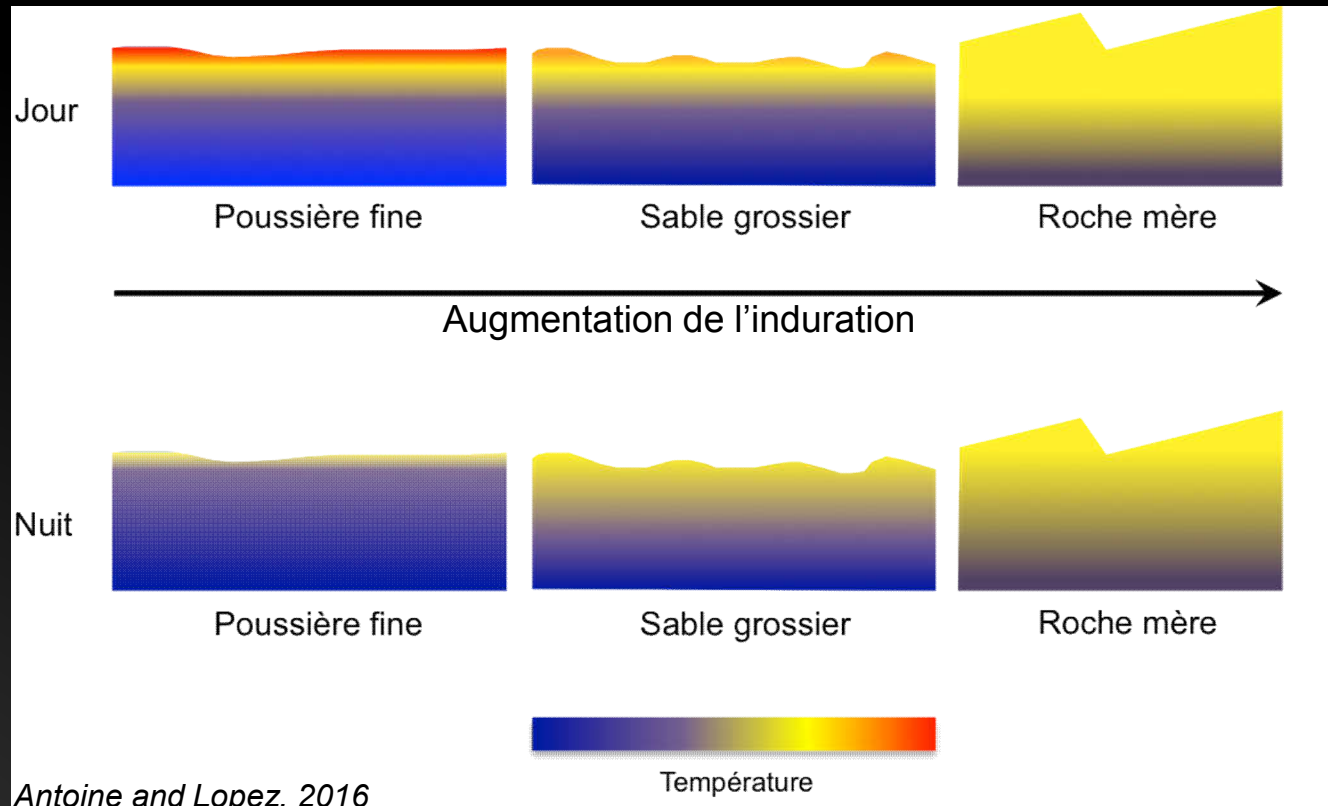 Jour
Poussière fine
Sable grossier
Roche mère
Augmentation de l'induration
Nuit
Poussière fine
Sable grossier
Roche mère
Température
Antoine and Lopez, 2016